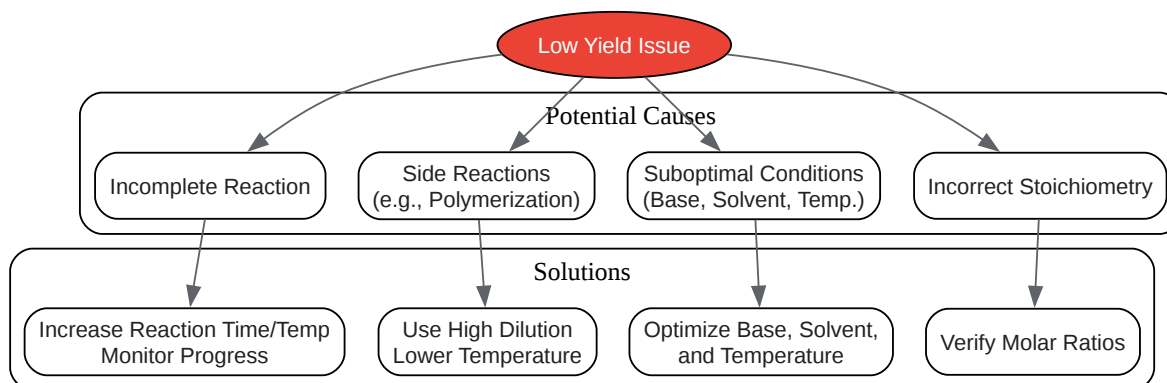 Low Yield Issue
Potential Causes
Incomplete Reaction
Side Reactions
(e.g., Polymerization)
Suboptimal Conditions
(Base, Solvent, Temp.)
Incorrect Stoichiometry
Solutions
Increase Reaction Time/Temp
Monitor Progress
Use High Dilution
Lower Temperature
Optimize Base, Solvent,
and Temperature
Verify Molar Ratios